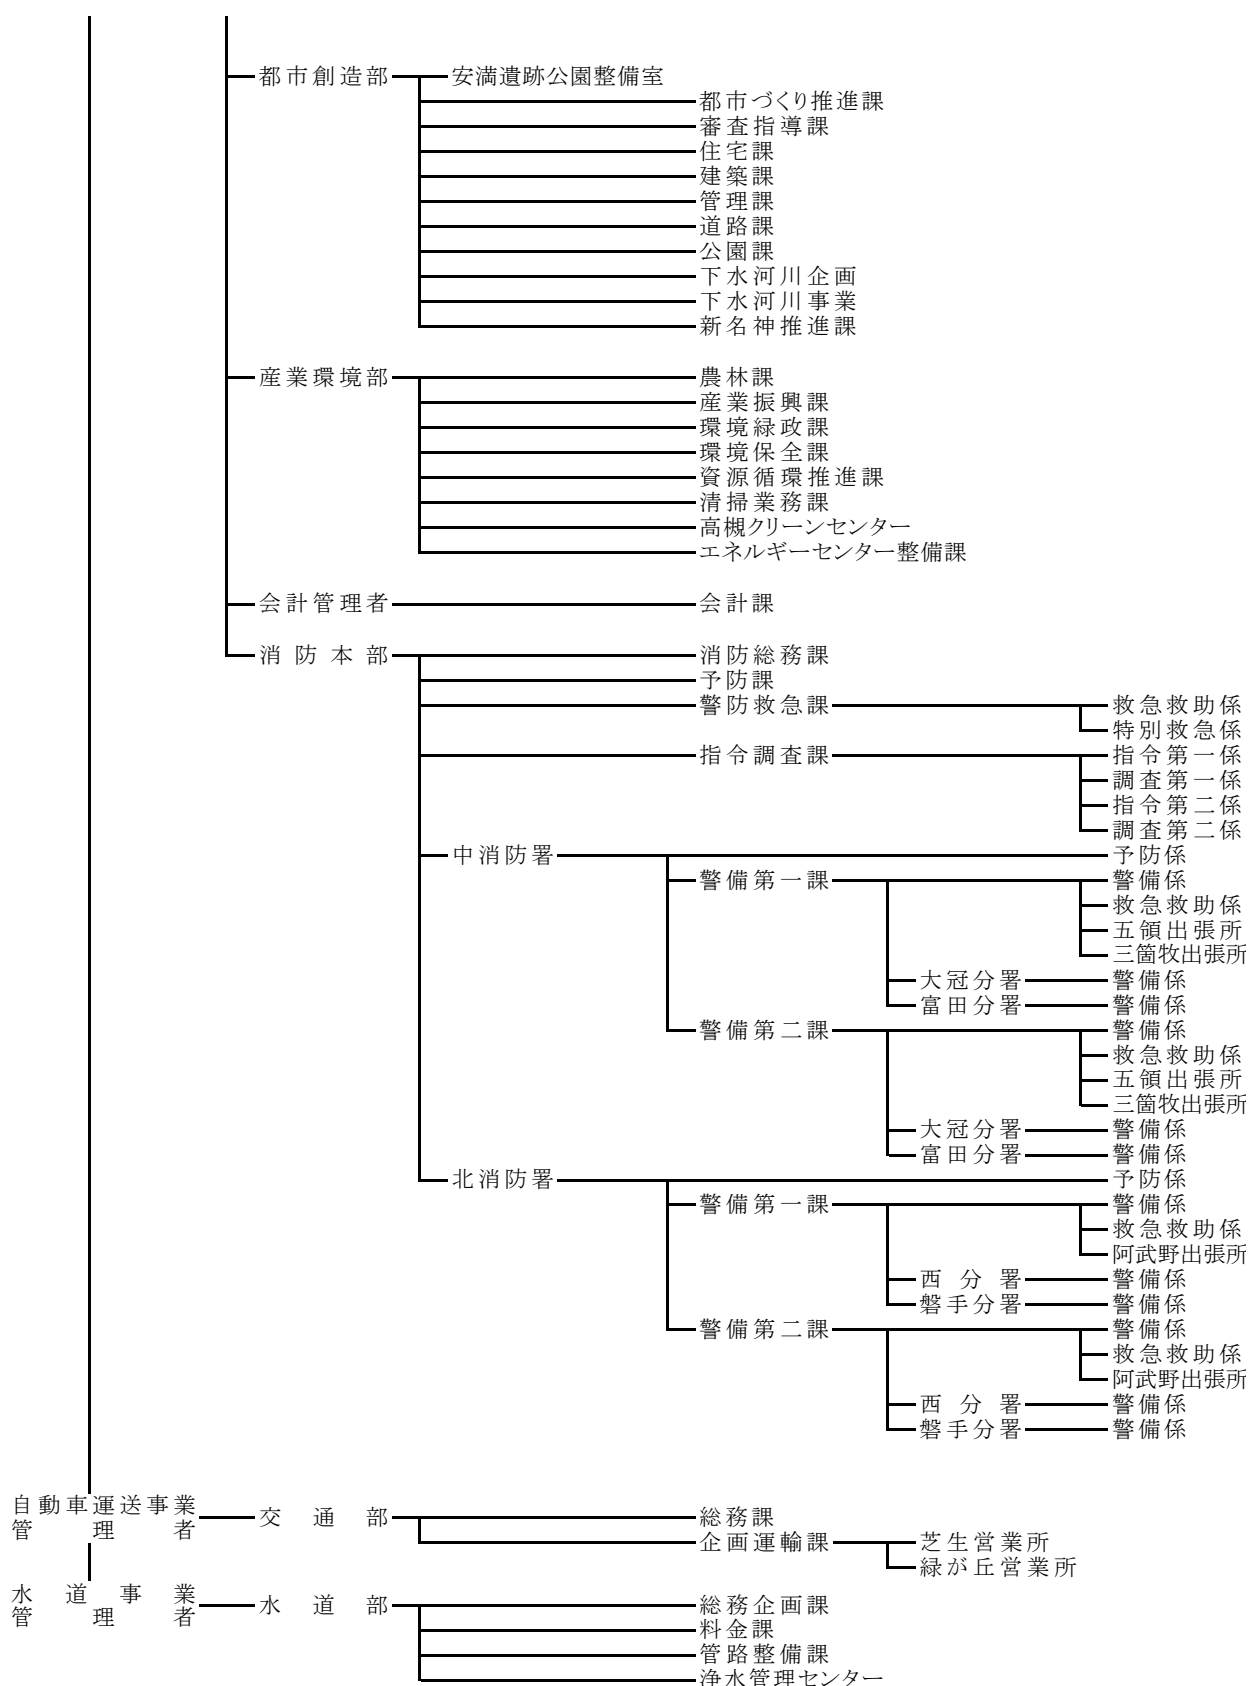 都市創造部 安満遺跡公園整備室
都市づくり推進課
審査指導課
住宅課
建築課
管理課
道路課
公園課
下水河川企画
下水河川事業
新名神推進課
産業環境部 農林課
産業振興課
環境緑政課
環境保全課
資源循環推進課
清掃業務課
高槻クリーンセンター
エネルギーセンター整備課
会計管理者 会計課
消防本部 消防総務課
予防課
警防救急課 救急救助係
特別救急係
指令調査課 指令第一係
調査第一係
指令第二係
調査第二係
中消防署 予防係
警備第一課 警備係
救急救助係
五領出張所
三箇牧出張所
大冠分署 警備係
富田分署 警備係
警備第二課 警備係
救急救助係
五領出張所
三箇牧出張所
大冠分署 警備係
富田分署 警備係
北消防署 予防係
警備第一課 警備係
救急救助係
阿武野出張所
西分署 警備係
磐手分署 警備係
警備第二課 警備係
救急救助係
阿武野出張所
西分署 警備係
磐手分署 警備係
自動車運送事業
管理者 交通部 総務課
企画運輸課 芝生営業所
緑が丘営業所
水道事業
管理者 水道部 総務企画課
料金課
管路整備課
浄水管理センター